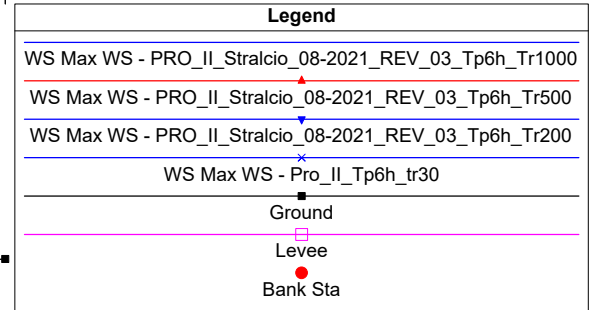 Legend
WS Max WS - PRO_II_Stralcio_08-2021_REV_03_Tp6h_Tr1000
WS Max WS - PRO_II_Stralcio_08-2021_REV_03_Tp6h_Tr500
WS Max WS - PRO_II_Stralcio_08-2021_REV_03_Tp6h_Tr200
WS Max WS - Pro_II_Tp6h_tr30
Ground
Levee
Bank Sta